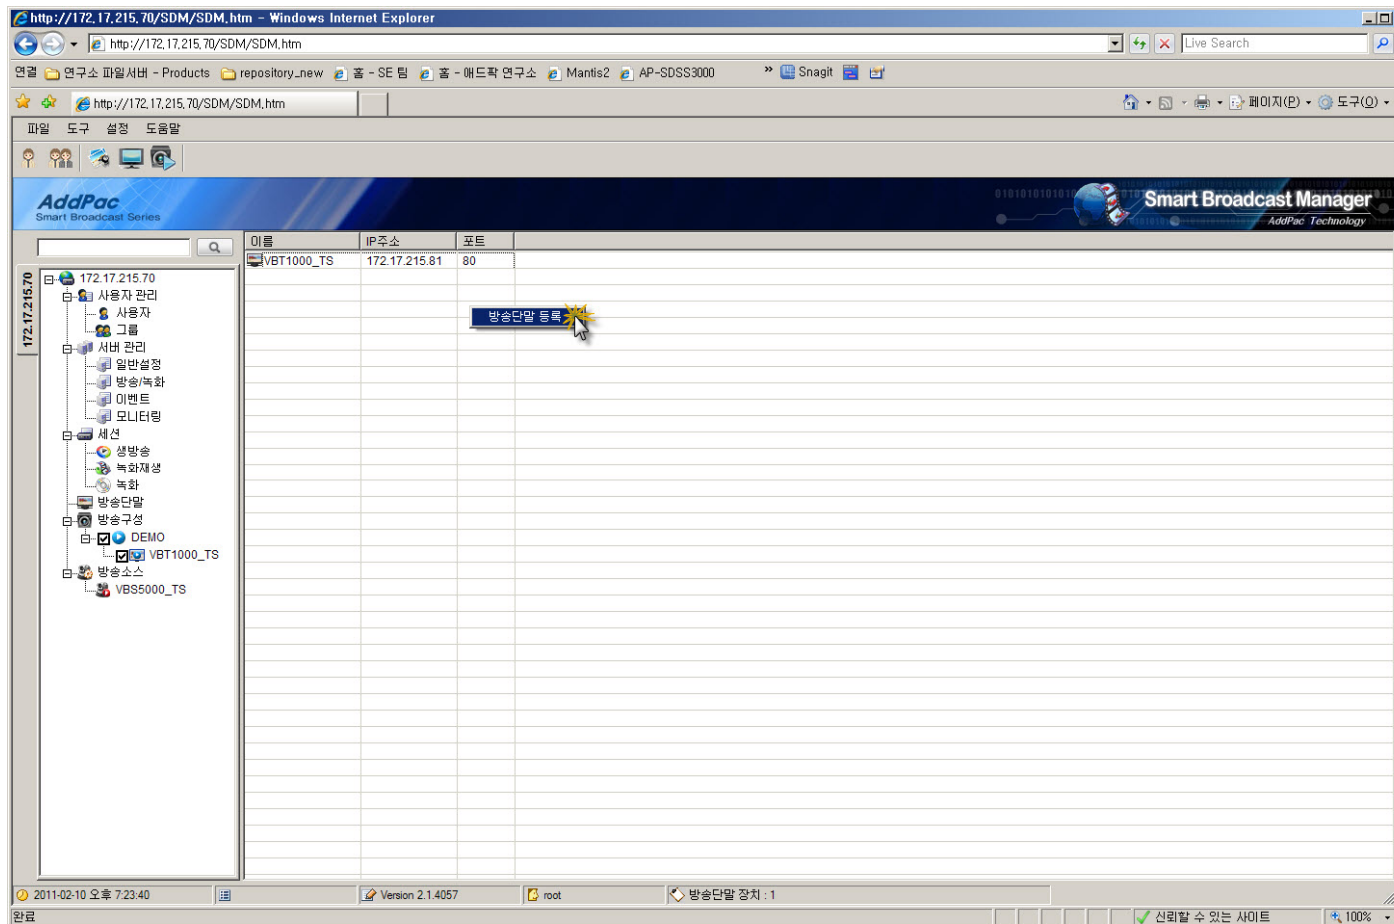 http://172.17.215.70/SDM/SDM.htm - Windows Internet Explorer
http://172.17.215.70/SDM/SDM.htm
Live Search
연결 연구소 파일서버 - Products repository_new 홈 - SE 팀 홈 - 애드팍 연구소 Mantis2 AP-SDSS3000 » Snagit
http://172.17.215.70/SDM/SDM.htm
페이지(P) 도구(O)
파일 도구 설정 도움말
AddPac
Smart Broadcast Series
Smart Broadcast Manager
AddPac Technology
이름 IP주소 포트
VBT1000_TS 172.17.215.81 80
172.17.215.70
172.17.215.70
사용자 관리
사용자
그룹
서버 관리
일반설정
방송/녹화
이벤트
모니터링
세션
생방송
녹화재생
녹화
방송단말
방송구성
DEMO
VBT1000_TS
방송소스
VBS5000_TS
방송단말 등록
2011-02-10 오후 7:23:40
Version 2.1.4057
root
방송단말 장치 : 1
완료
신뢰할 수 있는 사이트
100%